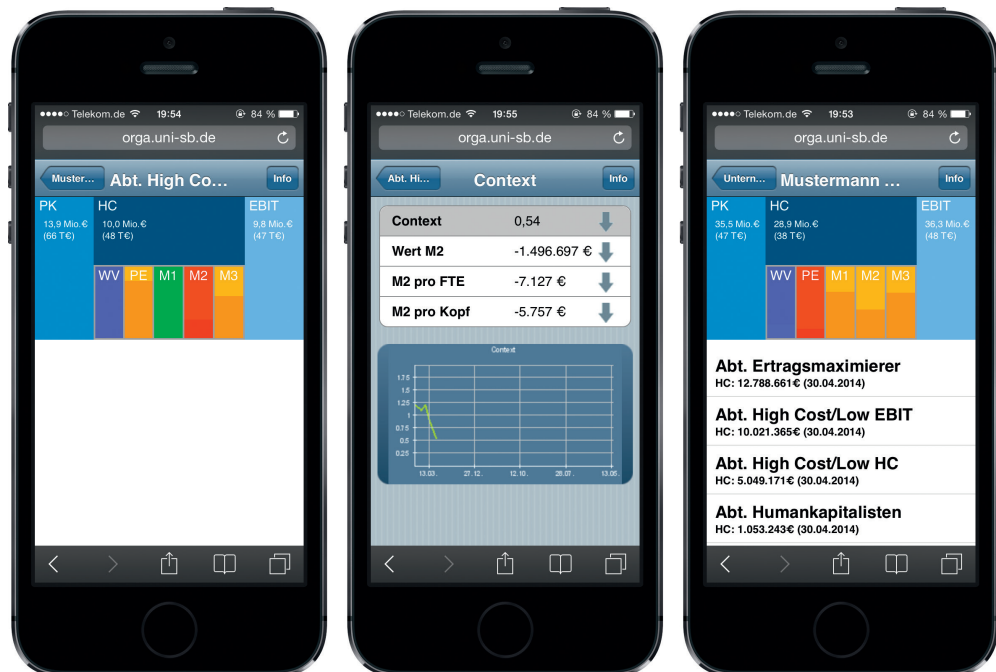 Telekom.de 19:54 84 %
orga.uni-sb.de
Muster... Abt. High Co... Info
PK HC EBIT
13,9 Mio.€ 10,0 Mio.€ 9,8 Mio.€
(66 T€) (48 T€) (47 T€)
WV PE M1 M2 M3
Telekom.de 19:55 84 %
orga.uni-sb.de
Abt. Hi... Context Info
Context 0,54
Wert M2 -1.496.697 €
M2 pro FTE -7.127 €
M2 pro Kopf -5.757 €
Context
1.75
1.5
1.25
1
0.75
0.5
0.25
13.03. 27.12. 12.10. 28.07. 13.05.
Telekom.de 19:53 84 %
orga.uni-sb.de
Untern... Mustermann ... Info
PK HC EBIT
35,5 Mio.€ 28,9 Mio.€ 36,3 Mio.€
(47 T€) (38 T€) (48 T€)
WV PE M1 M2 M3
Abt. Ertragsmaximierer
HC: 12.788.661€ (30.04.2014)
Abt. High Cost/Low EBIT
HC: 10.021.365€ (30.04.2014)
Abt. High Cost/Low HC
HC: 5.049.171€ (30.04.2014)
Abt. Humankapitalisten
HC: 1.053.243€ (30.04.2014)